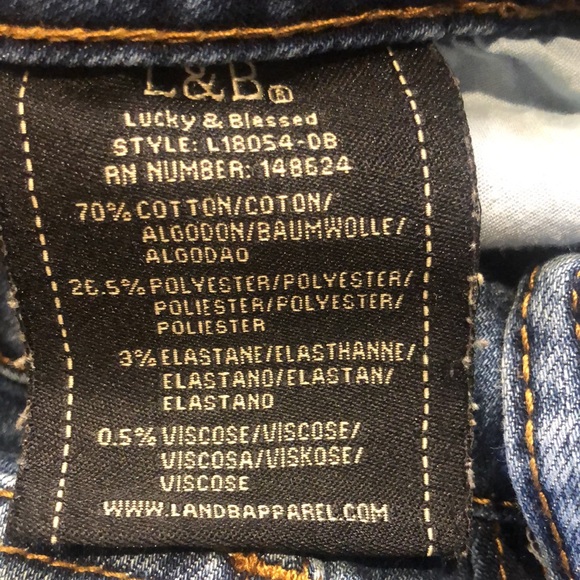 L&B.®
Lucky & Blessed
STYLE: L18054-DB
RN NUMBER: 148624
70% COTTON/COTON/
ALGODON/BAUMWOLLE/
ALGODAO
26.5% POLYESTER/POLYESTER/
POLIESTER/POLYESTER/
POLIESTER
3% ELASTANE/ELASTHANNE/
ELASTANO/ELASTAN/
ELASTANO
0.5% VISCOSE/VISCOSE/
VISCOSA/VISKOSE/
VISCOSE
WWW.LANDBAPPAREL.COM